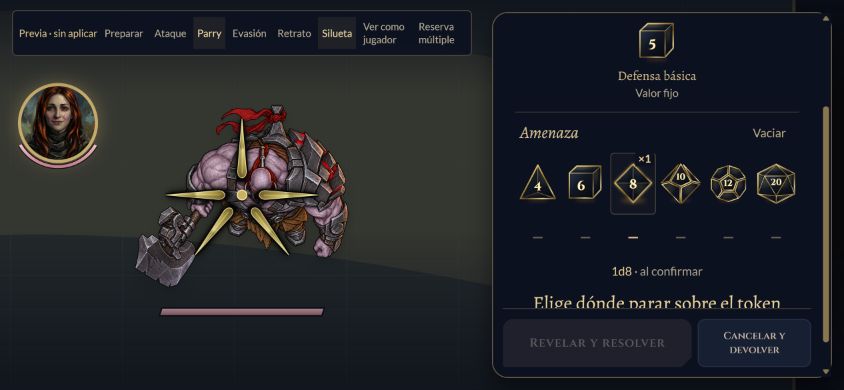 Previa · sin aplicar Preparar Ataque Parry Evasión Retrato Silueta Ver como jugador Reserva múltiple
5
Defensa básica
Valor fijo
Amenaza Vaciar
×1
4 6 8 10 12 20
1d8 · al confirmar
Elige dónde parar sobre el token
Revelar y resolver
Cancelar y devolver